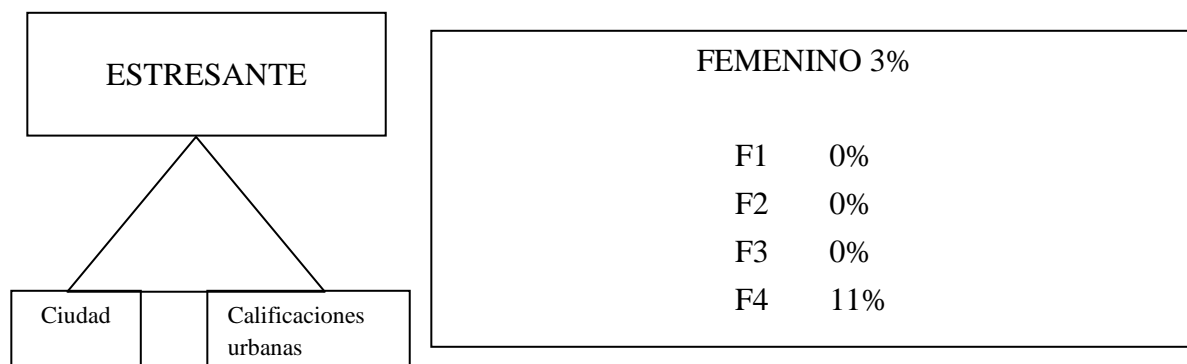 ESTRESANTE
Ciudad
Calificaciones
urbanas
FEMENINO 3%
F1 0%
F2 0%
F3 0%
F4 11%